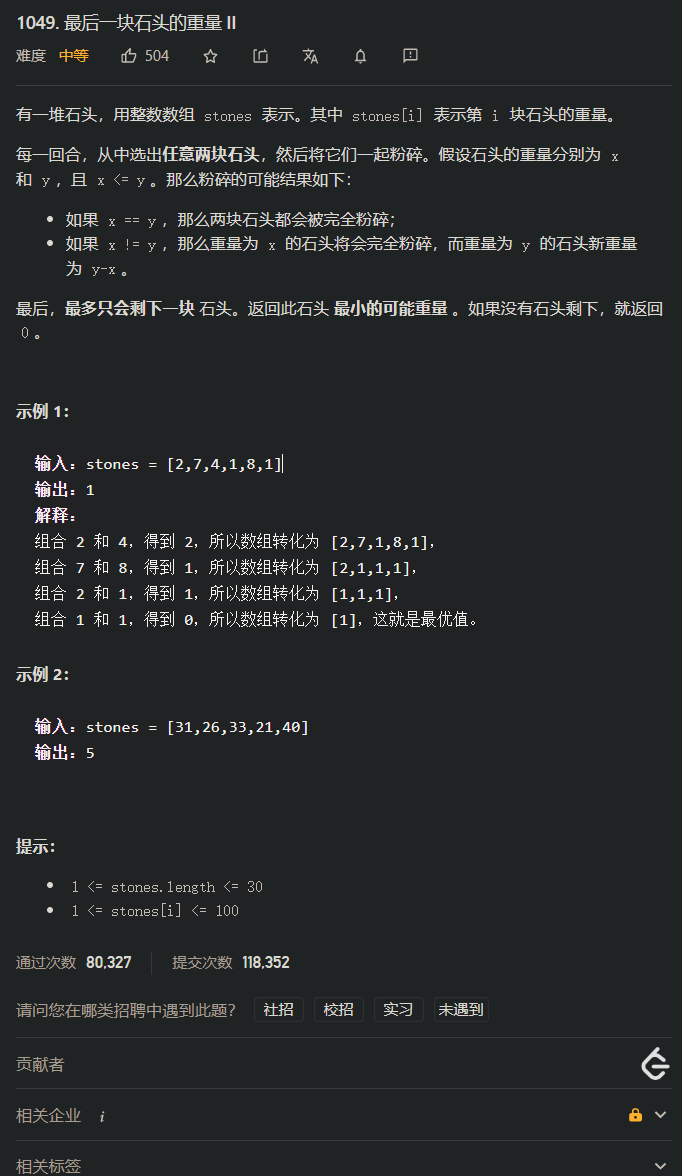 1049. 最后一块石头的重量 II
难度 中等 504
有一堆石头，用整数数组 stones 表示。其中 stones[i] 表示第 i 块石头的重量。
每一回合，从中选出任意两块石头，然后将它们一起粉碎。假设石头的重量分别为 x
和 y，且 x <= y。那么粉碎的可能结果如下：
如果 x == y，那么两块石头都会被完全粉碎；
如果 x != y，那么重量为 x 的石头将会完全粉碎，而重量为 y 的石头新重量
为 y-x。
最后，最多只会剩下一块 石头。返回此石头 最小的可能重量 。如果没有石头剩下，就返回
0。
示例 1：
输入：stones = [2,7,4,1,8,1]
输出：1
解释：
组合 2 和 4，得到 2，所以数组转化为 [2,7,1,8,1]，
组合 7 和 8，得到 1，所以数组转化为 [2,1,1,1]，
组合 2 和 1，得到 1，所以数组转化为 [1,1,1]，
组合 1 和 1，得到 0，所以数组转化为 [1]，这就是最优值。
示例 2：
输入：stones = [31,26,33,21,40]
输出：5
提示：
1 <= stones.length <= 30
1 <= stones[i] <= 100
通过次数 80,327 提交次数 118,352
请问您在哪类招聘中遇到此题？ 社招 校招 实习 未遇到
贡献者
相关企业 i
相关标签